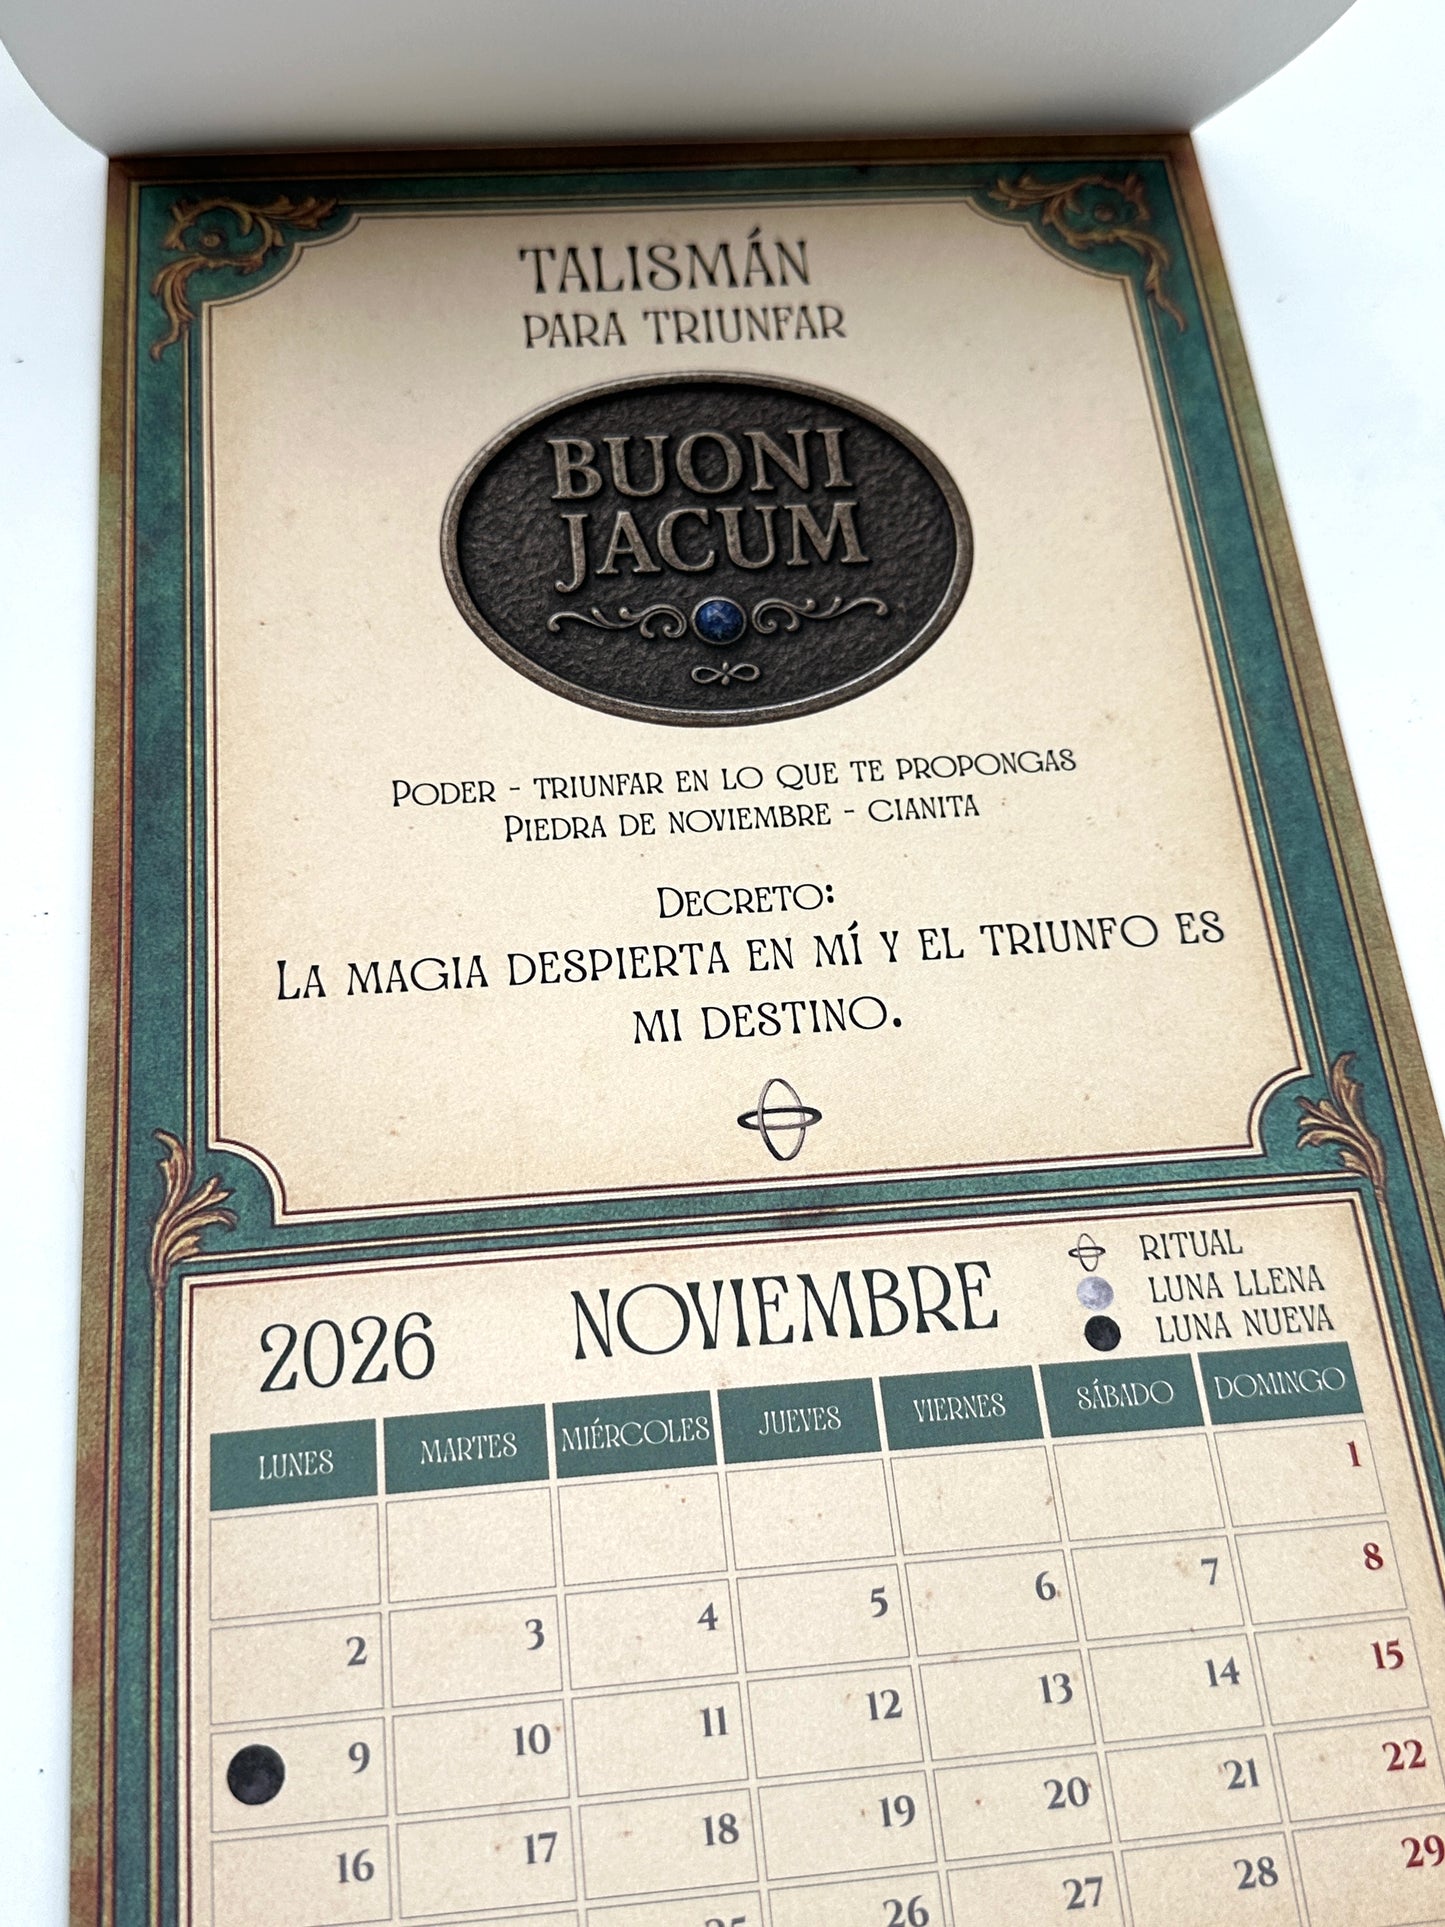 TALISMÁN
PARA TRIUNFAR
BUONI
JACUM
PODER - TRIUNFAR EN LO QUE TE PROPONGAS
PIEDRA DE NOVIEMBRE - CIANITA
DECRETO:
LA MAGIA DESPIERTA EN MÍ Y EL TRIUNFO ES
MI DESTINO.
2026
NOVIEMBRE
RITUAL
LUNA LLENA
LUNA NUEVA
LUNES MARTES MIÉRCOLES JUEVES VIERNES SÁBADO DOMINGO
1
2 3 4 5 6 7 8
9 10 11 12 13 14 15
16 17 18 19 20 21 22
25 26 27 28 29